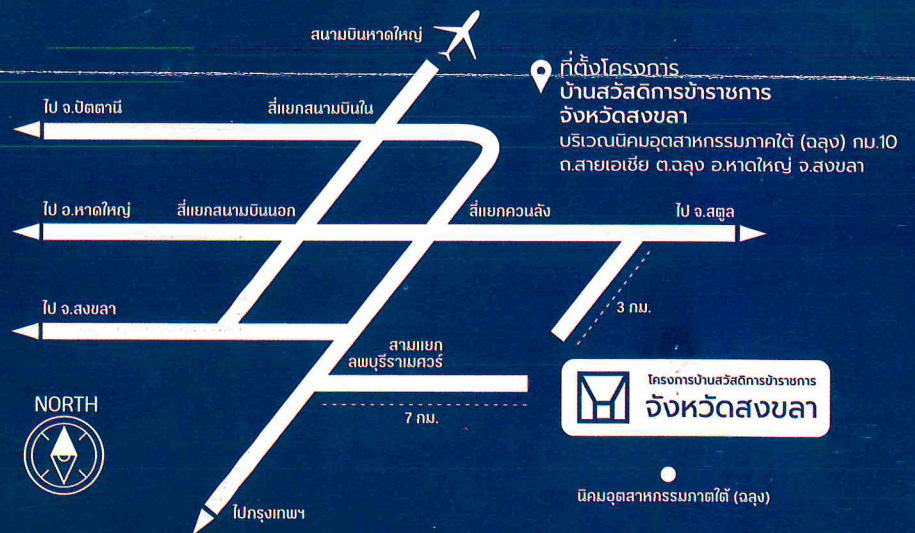 สนามบินหาดใหญ่
ที่ตั้งโครงการ
บ้านสวัสดิการข้าราชการ
จังหวัดสงขลา
บริเวณนิคมอุตสาหกรรมภาคใต้ (ฉลุง) กม.10
ถ.สายเอเชีย ต.ฉลุง อ.หาดใหญ่ จ.สงขลา
ไป จ.ปัตตานี
สี่แยกสนามบินใน
ไป อ.หาดใหญ่
สี่แยกสนามบินนอก
สี่แยกควนลัง
ไป จ.สตูล
ไป จ.สงขลา
3 กม.
สามแยก
ลพบุรีราเมศวร์
7 กม.
โครงการบ้านสวัสดิการข้าราชการ
จังหวัดสงขลา
NORTH
นิคมอุตสาหกรรมภาตใต้ (ฉลุง)
ไปกรุงเทพฯ